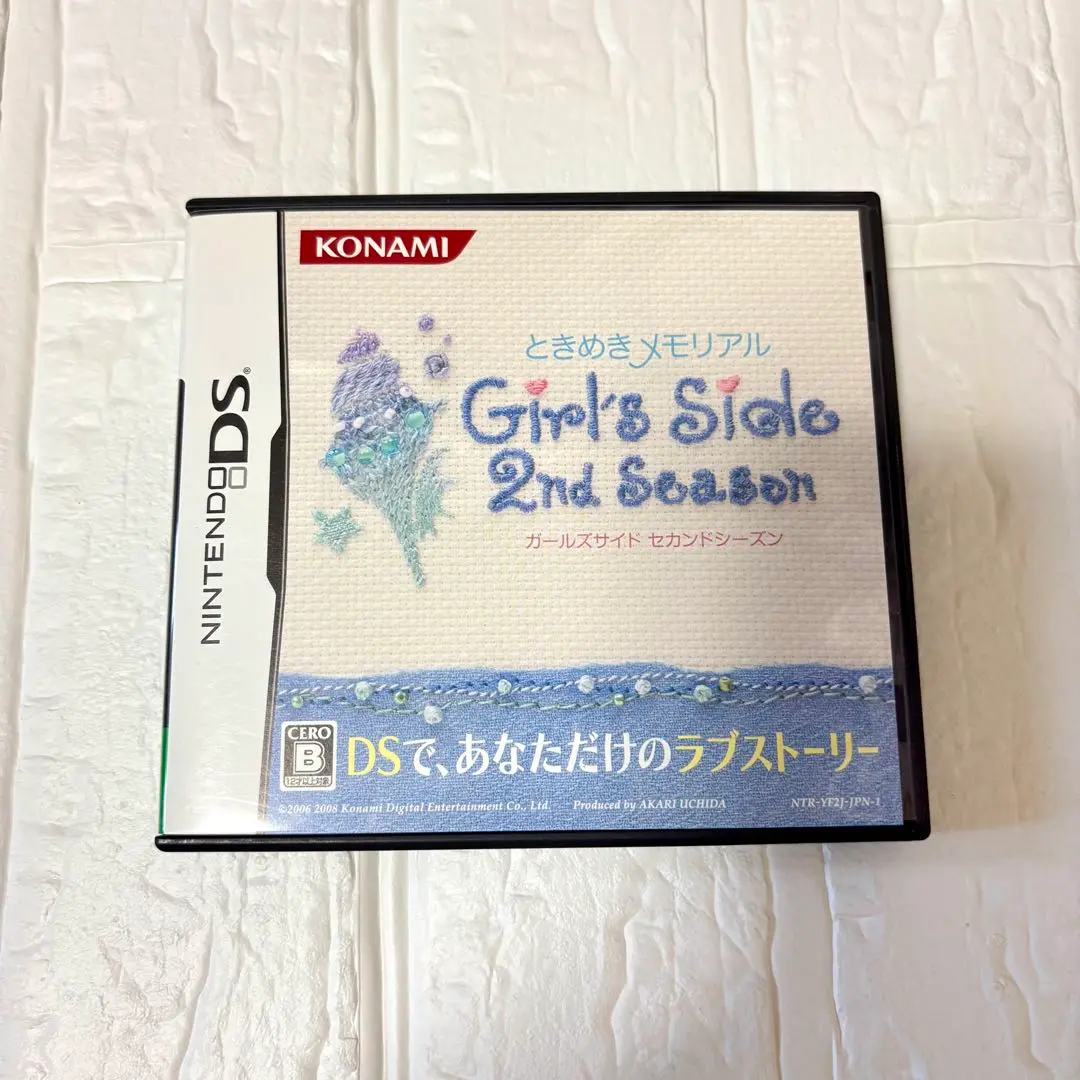 KONAMI
NINTENDODS®
ときめきメモリアル
Girl's Side
2nd Season
ガールズサイド セカンドシーズン
CERO
B
12才以上対象
DSで、あなただけのラブストーリー
©2006 2008 Konami Digital Entertainment Co., Ltd. Produced by AKARI UCHIDA NTR-YF2J-JPN-1